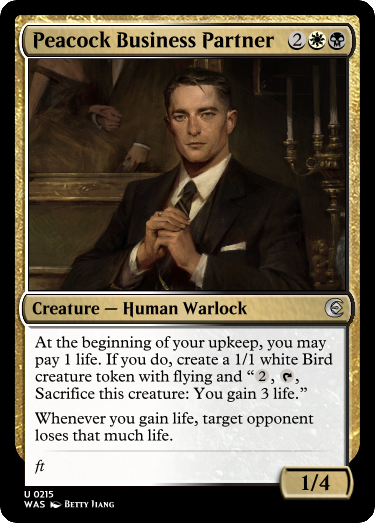 Peacock Business Partner 2
Creature — Human Warlock
At the beginning of your upkeep, you may
pay 1 life. If you do, create a 1/1 white Bird
creature token with flying and “2, ,
Sacrifice this creature: You gain 3 life.”
Whenever you gain life, target opponent
loses that much life.
ft
1/4
U 0215
WAS Betty Jiang